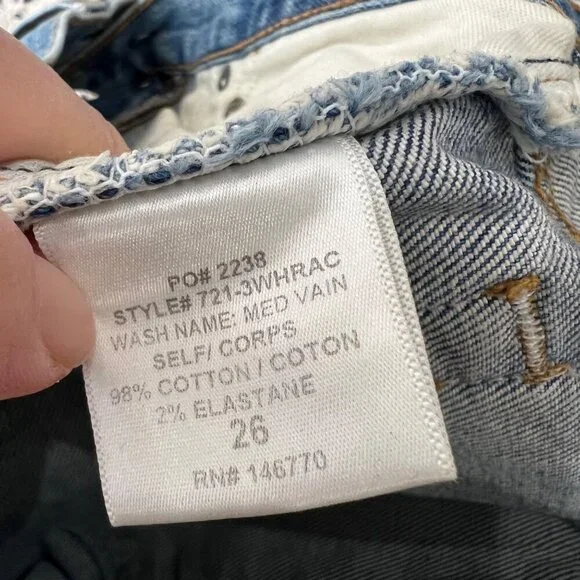 PO# 2238
STYLE# 721-3WHRAC
WASH NAME: MED VAIN
SELF/ CORPS
98% COTTON / COTON
2% ELASTANE
26
RN# 146770